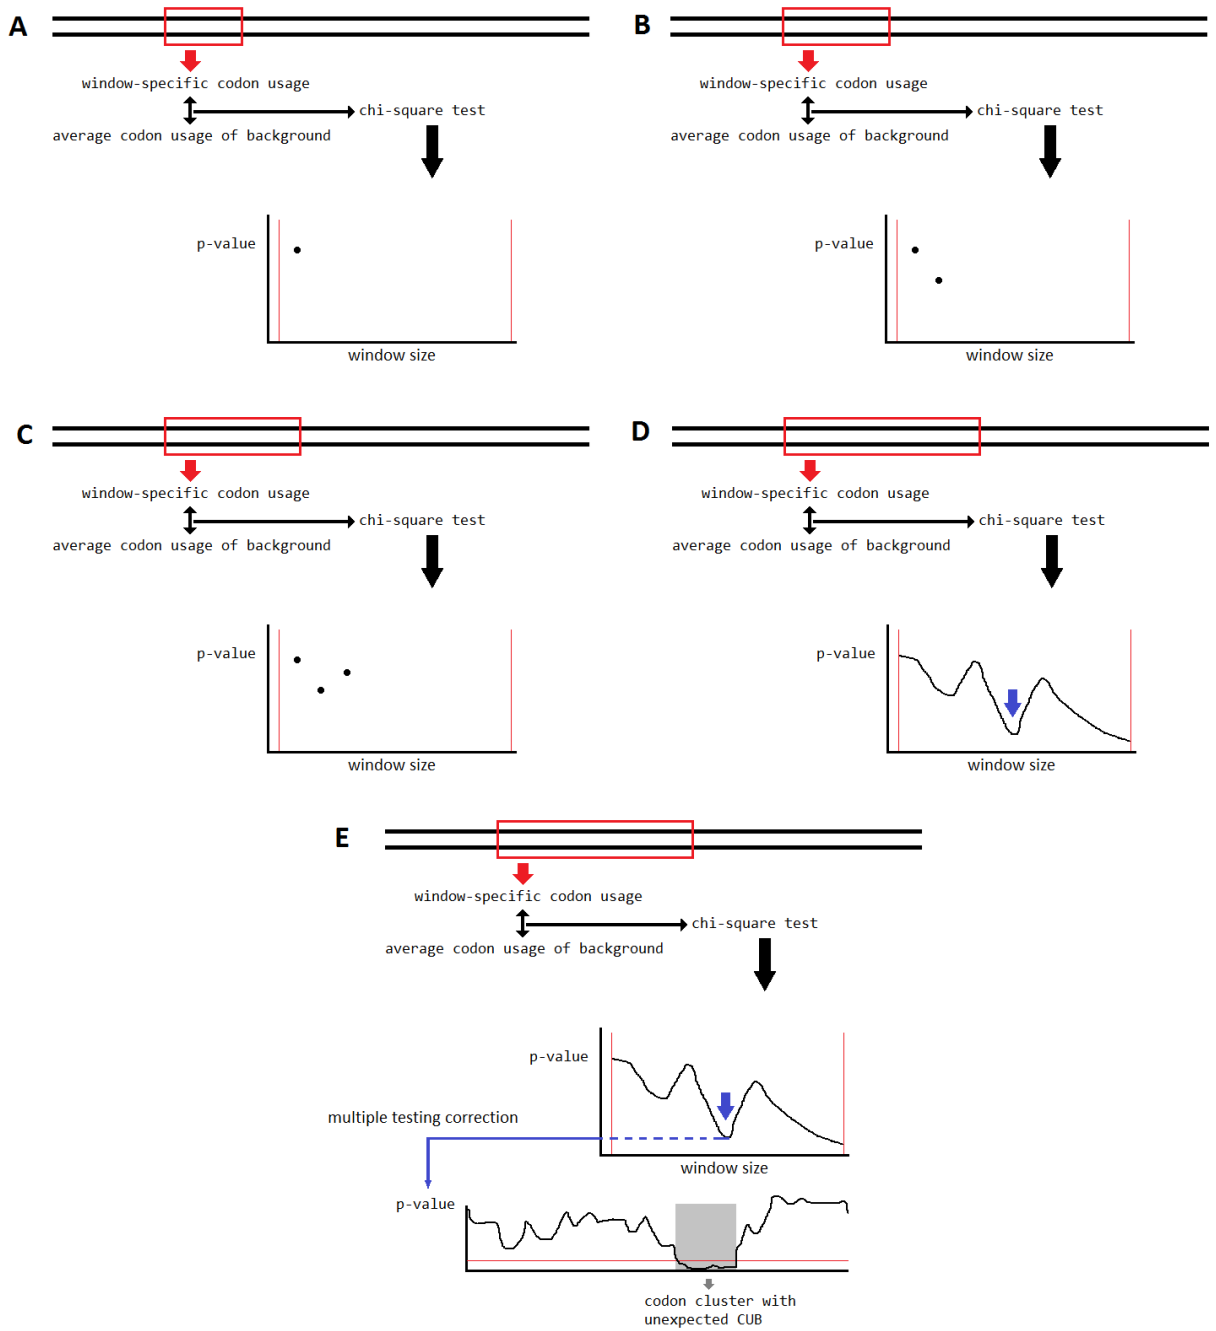 A
window-specific codon usage
chi-square test
average codon usage of background
p-value
window size
B
window-specific codon usage
chi-square test
average codon usage of background
p-value
window size
C
window-specific codon usage
chi-square test
average codon usage of background
p-value
window size
D
window-specific codon usage
chi-square test
average codon usage of background
p-value
window size
E
window-specific codon usage
chi-square test
average codon usage of background
p-value
multiple testing correction
window size
p-value
codon cluster with
unexpected CUB